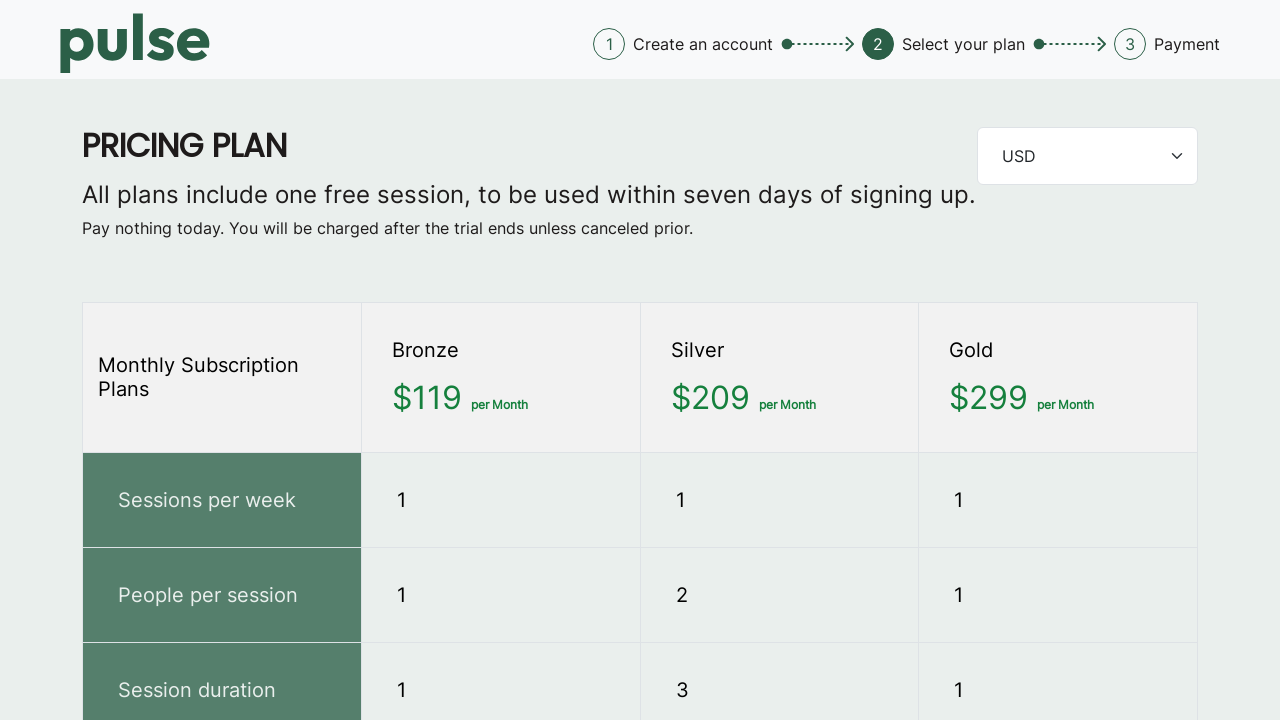 pulse
1 Create an account 2 Select your plan 3 Payment
PRICING PLAN
USD
All plans include one free session, to be used within seven days of signing up.
Pay nothing today. You will be charged after the trial ends unless canceled prior.
Monthly Subscription
Plans
Bronze
$119 per Month
Silver
$209 per Month
Gold
$299 per Month
Sessions per week 1 1 1
People per session 1 2 1
Session duration 1 3 1